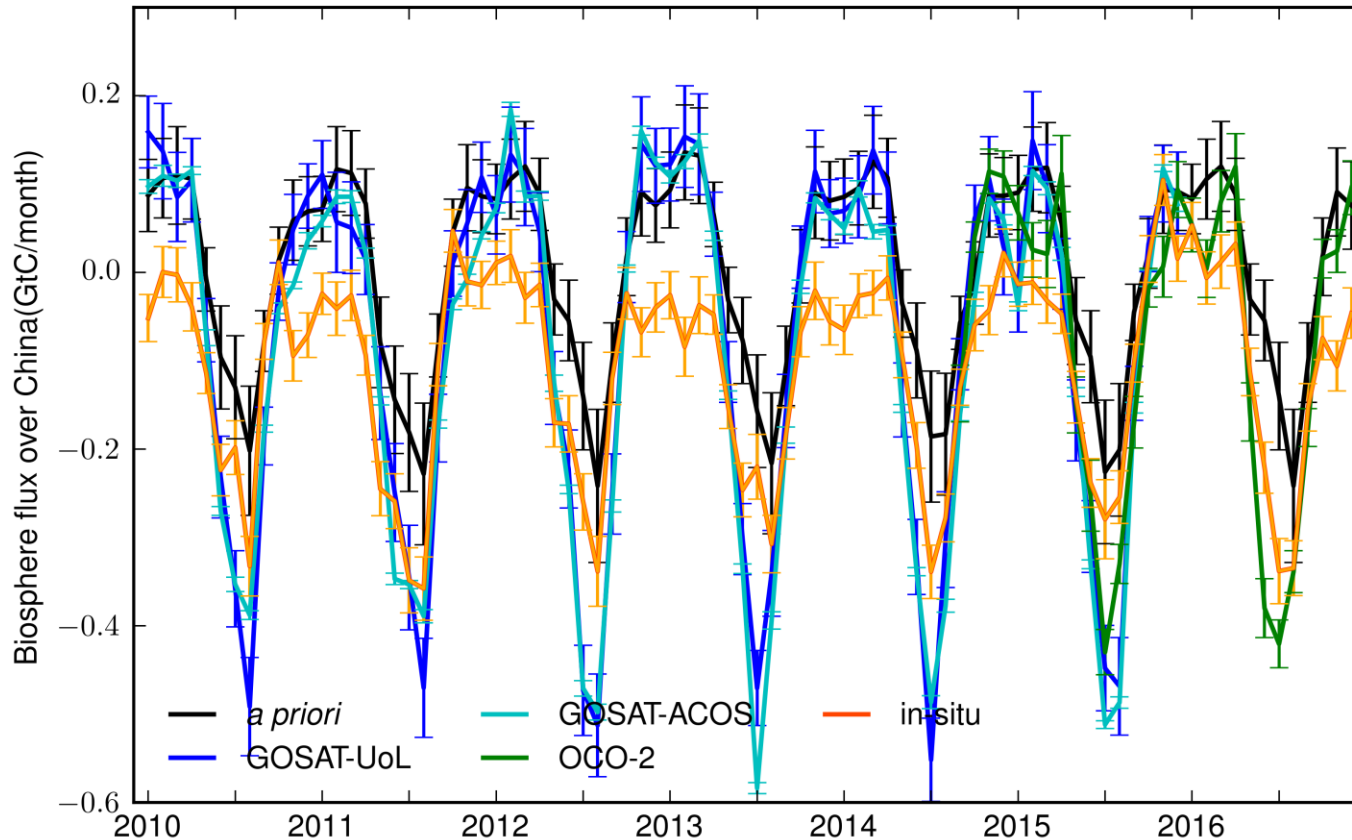 Biosphere flux over China(GtC/month)
0.2
0.0
−0.2
−0.4
−0.6
a priori GOSAT-ACOS in-situ
GOSAT-UoL OCO-2
2010 2011 2012 2013 2014 2015 2016